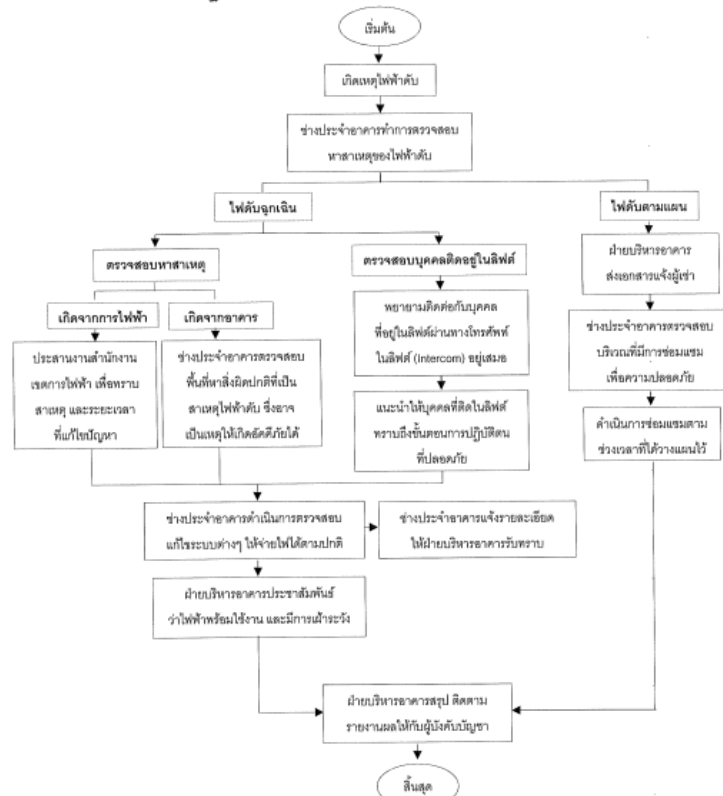 เริ่มต้น
เกิดเหตุไฟฟ้าดับ
ช่างประจำอาคารทำการตรวจสอบ
หาสาเหตุของไฟฟ้าดับ
ไฟดับฉุกเฉิน
ไฟดับตามแผน
ตรวจสอบหาสาเหตุ
ตรวจสอบบุคคลติดอยู่ในลิฟต์
เกิดจากการไฟฟ้า
เกิดจากอาคาร
ประสานงานสำนักงาน
เขตการไฟฟ้า เพื่อทราบ
สาเหตุ และระยะเวลา
ที่แก้ไขปัญหา
ช่างประจำอาคารตรวจสอบ
พื้นที่หาสิ่งผิดปกติที่เป็น
สาเหตุไฟฟ้าดับ ซึ่งอาจ
เป็นเหตุให้เกิดอัคคีภัยได้
พยายามติดต่อกับบุคคล
ที่อยู่ในลิฟต์ผ่านทางโทรศัพท์
ในลิฟต์ (Intercom) อยู่เสมอ
แนะนำให้บุคคลที่ติดในลิฟต์
ทราบถึงขั้นตอนการปฏิบัติตน
ที่ปลอดภัย
ฝ่ายบริหารอาคาร
ส่งเอกสารแจ้งผู้เช่า
ช่างประจำอาคารตรวจสอบ
บริเวณที่มีการซ่อมแซม
เพื่อความปลอดภัย
ดำเนินการซ่อมแซมตาม
ช่วงเวลาที่ได้วางแผนไว้
ช่างประจำอาคารดำเนินการตรวจสอบ
แก้ไขระบบต่างๆ ให้จ่ายไฟได้ตามปกติ
ช่างประจำอาคารแจ้งรายละเอียด
ให้ฝ่ายบริหารอาคารรับทราบ
ฝ่ายบริหารอาคารประชาสัมพันธ์
ว่าไฟฟ้าพร้อมใช้งาน และมีการเฝ้าระวัง
ฝ่ายบริหารอาคารสรุป ติดตาม
รายงานผลให้กับผู้บังคับบัญชา
สิ้นสุด